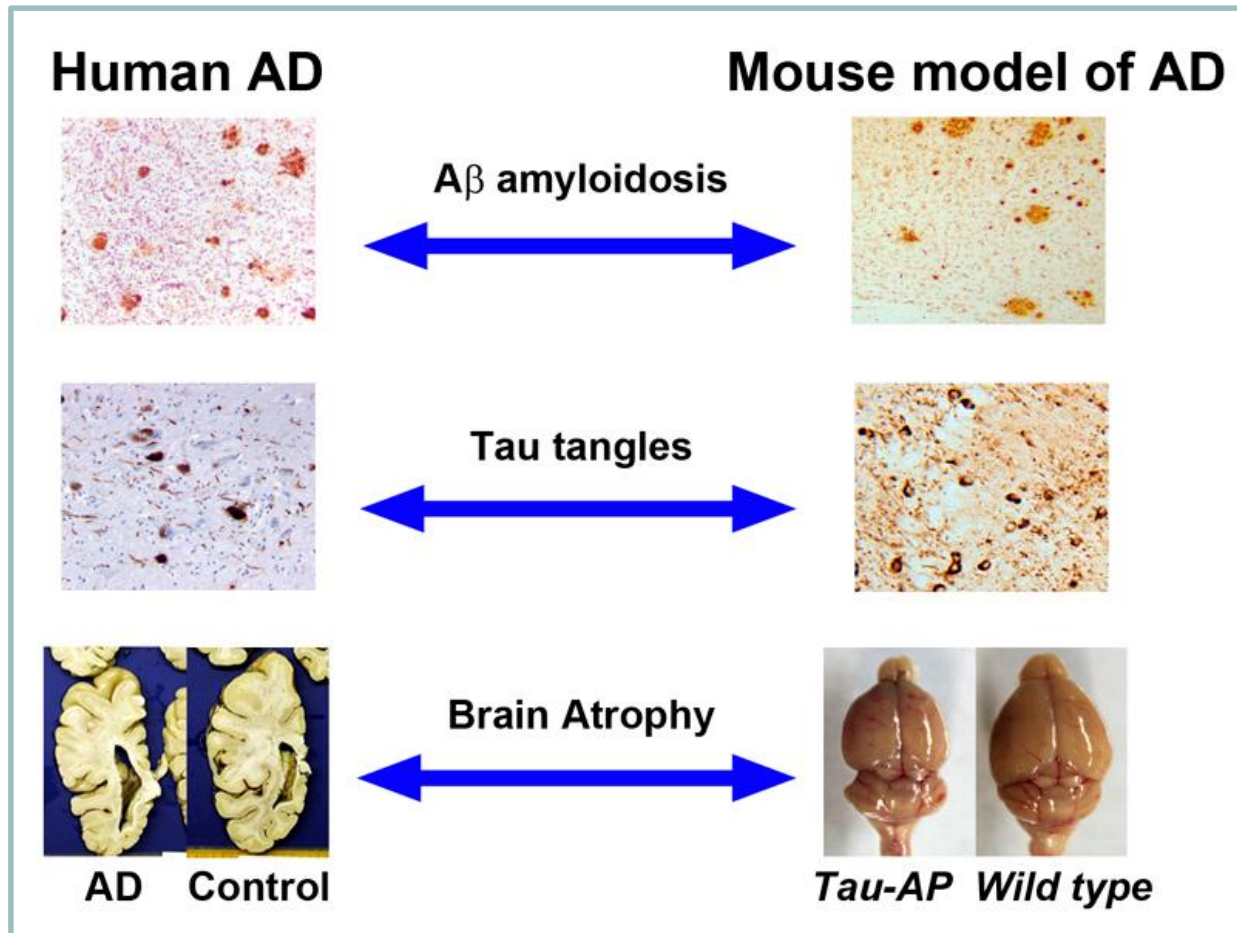 Human AD
Mouse model of AD
Aβ amyloidosis
Tau tangles
Brain Atrophy
AD
Control
Tau-AP
Wild type